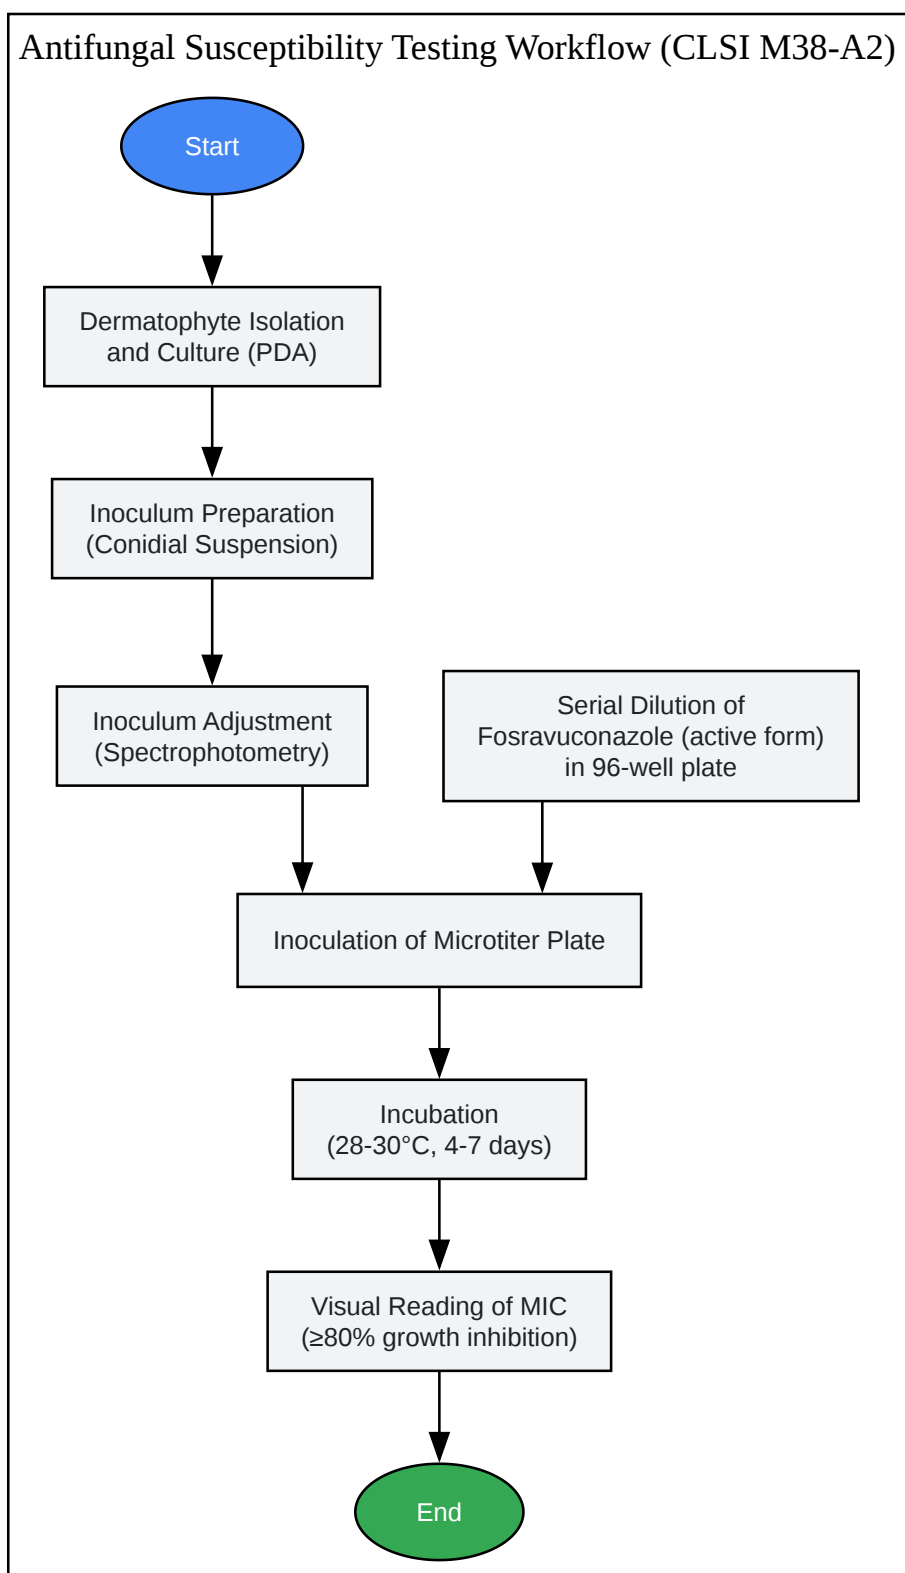 Antifungal Susceptibility Testing Workflow (CLSI M38-A2)
Start
Dermatophyte Isolation
and Culture (PDA)
Inoculum Preparation
(Conidial Suspension)
Inoculum Adjustment
(Spectrophotometry)
Serial Dilution of
Fosravuconazole (active form)
in 96-well plate
Inoculation of Microtiter Plate
Incubation
(28-30°C, 4-7 days)
Visual Reading of MIC
(≥80% growth inhibition)
End